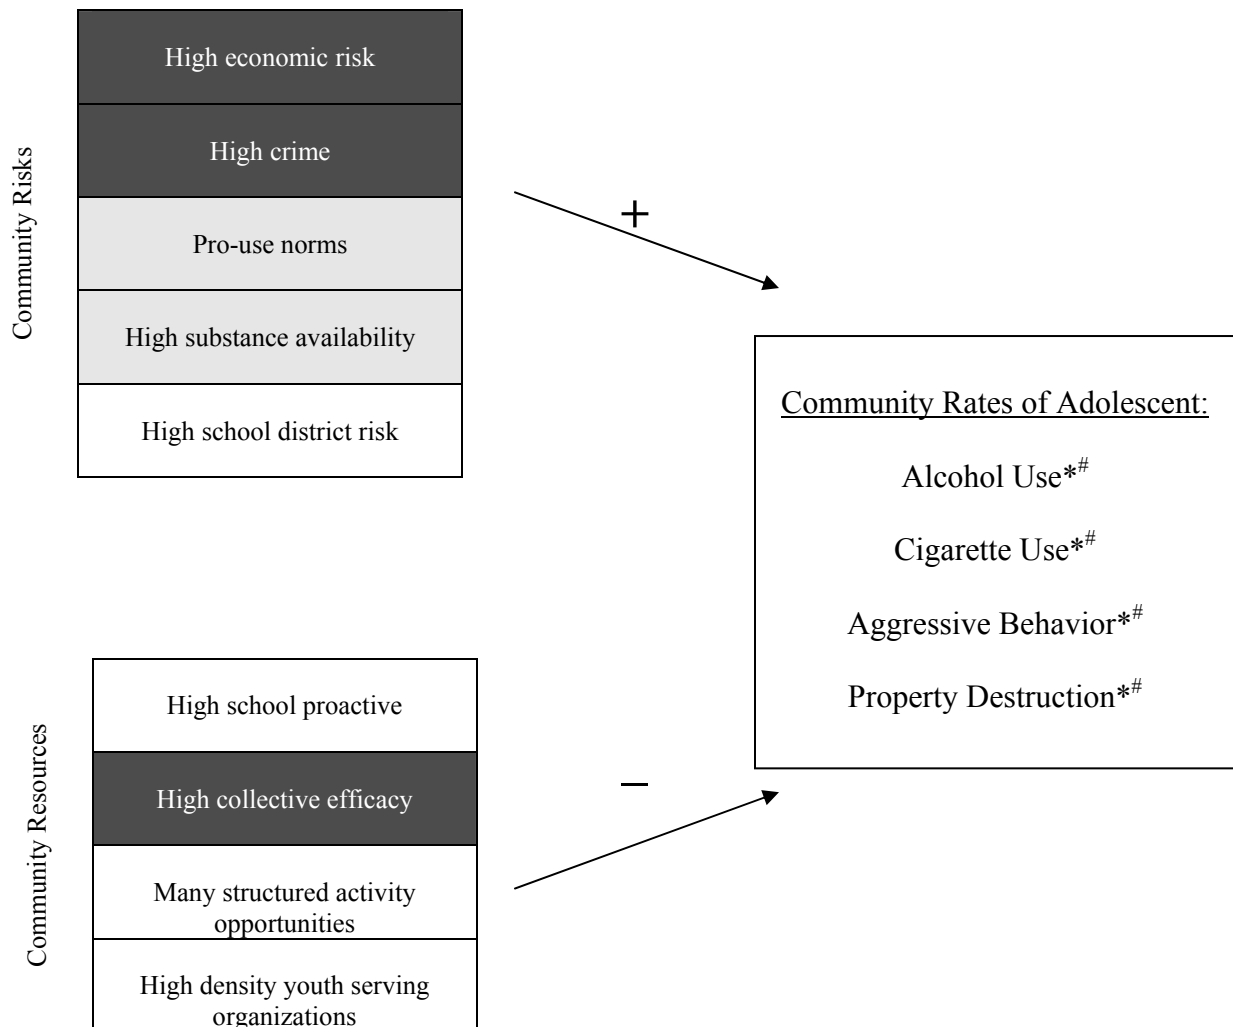 Community Risks
High economic risk
High crime
Pro-use norms
High substance availability
High school district risk
+
Community Rates of Adolescent:
Alcohol Use*#
Cigarette Use*#
Aggressive Behavior*#
Property Destruction*#
Community Resources
High school proactive
High collective efficacy
Many structured activity
opportunities
High density youth serving
organizations
−